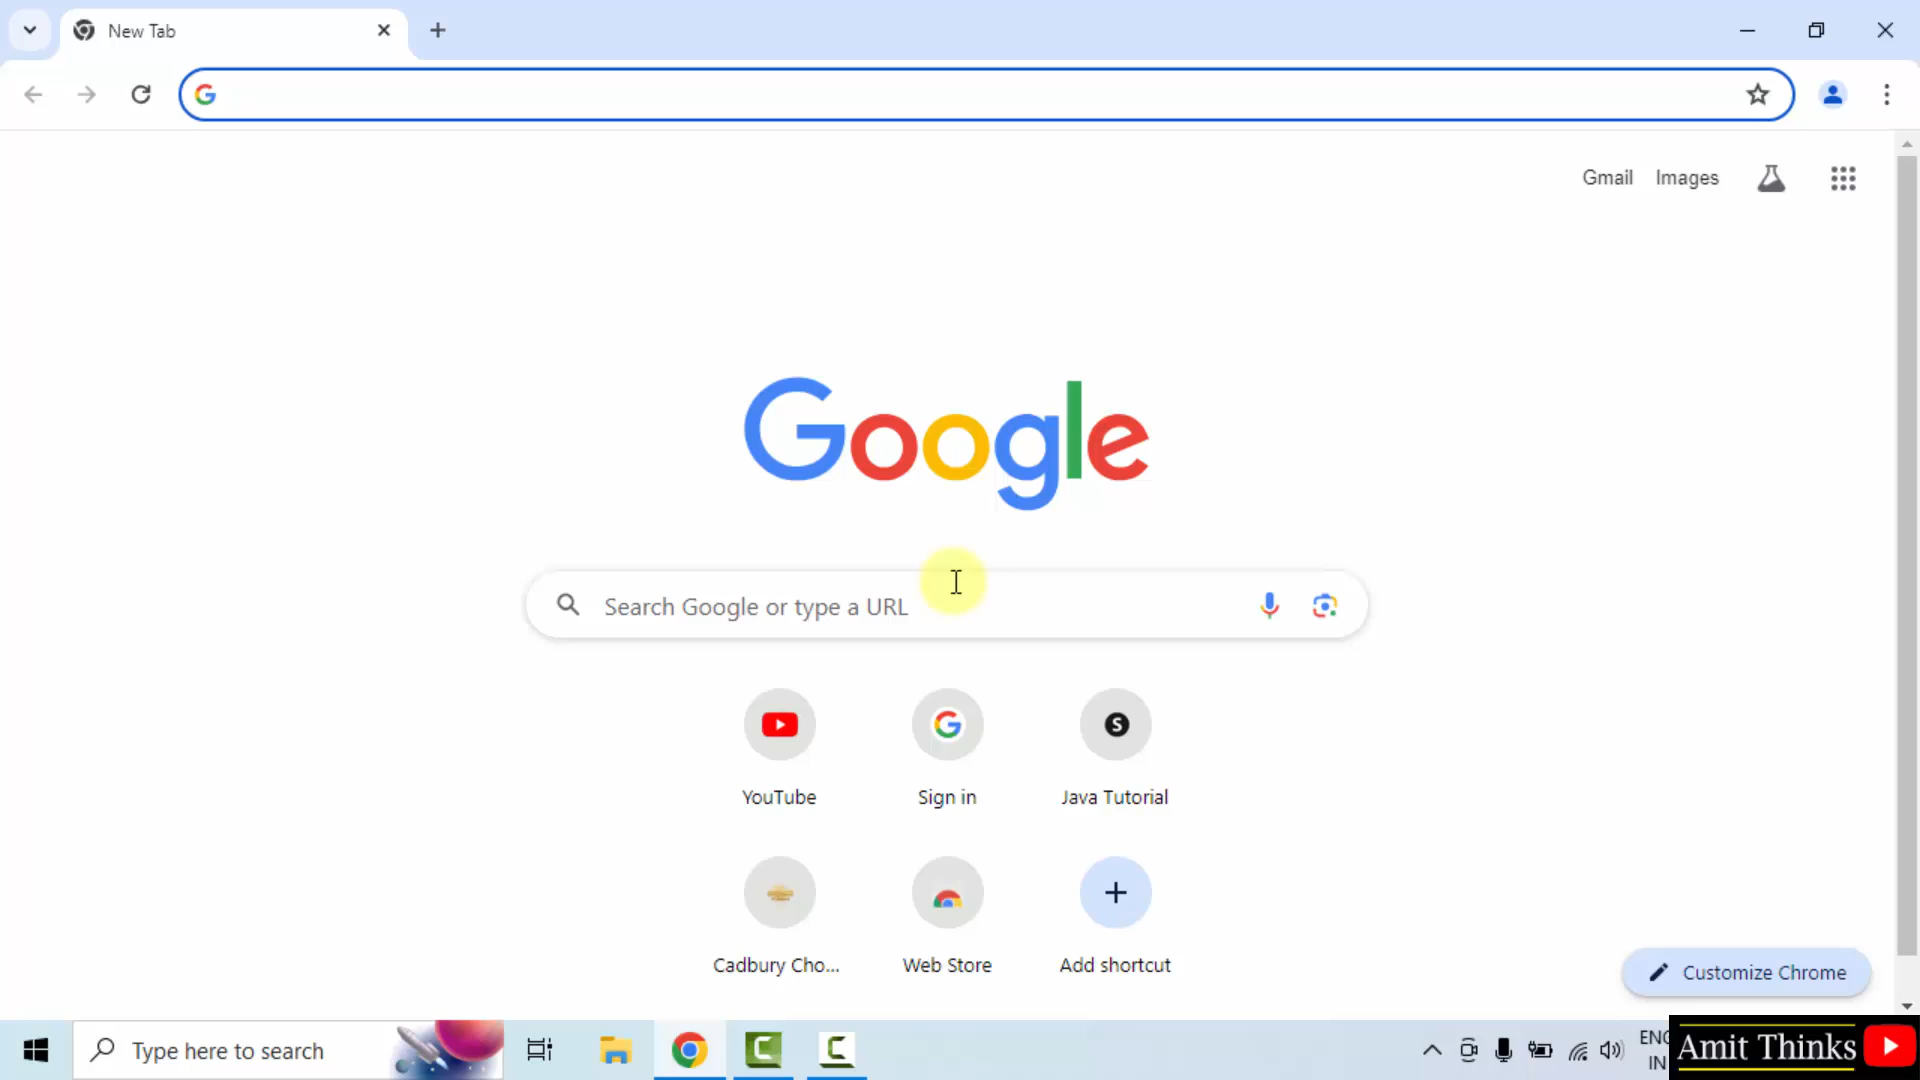 New Tab
Gmail Images
Google
Search Google or type a URL
YouTube
Sign in
S
Java Tutorial
Cadbury Cho...
Web Store
Add shortcut
Customize Chrome
Type here to search
ENG
IN
Amit Thinks